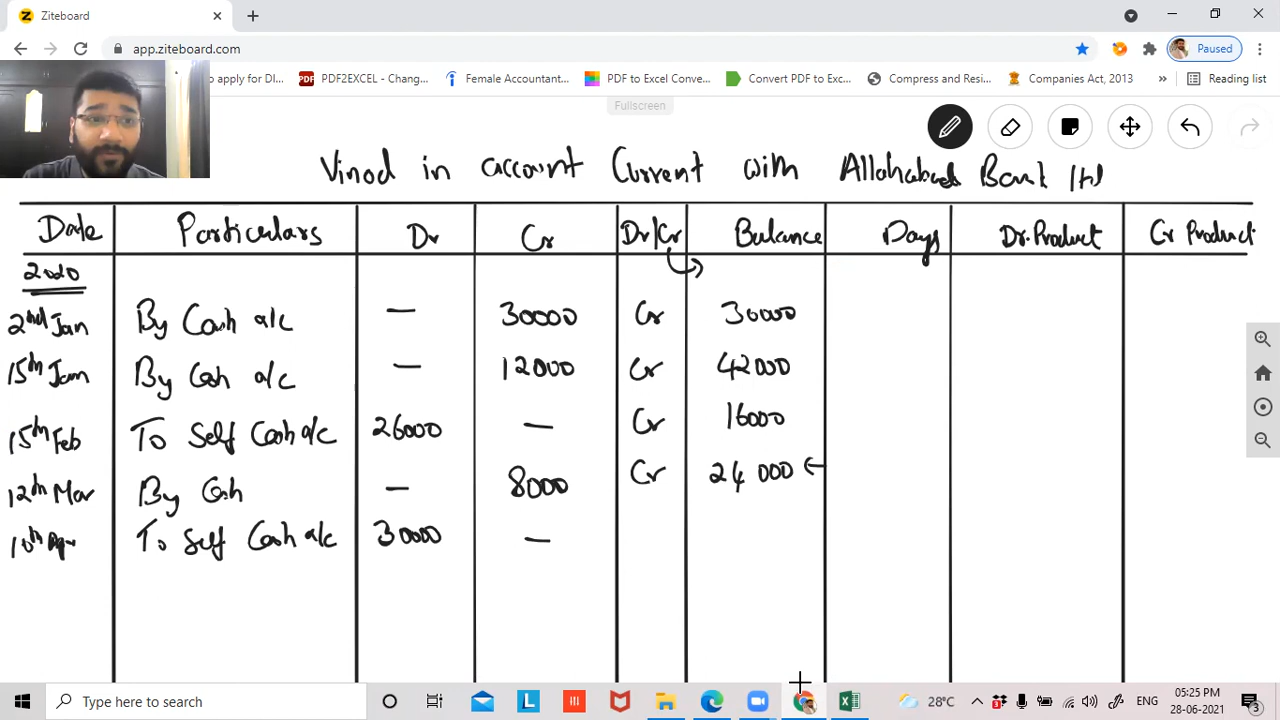 Ziteboard
app.ziteboard.com
Paused
o apply for DI...
PDF2EXCEL - Chang...
Female Accountant...
PDF to Excel Conve...
Convert PDF to Exc...
Compress and Resi...
Companies Act, 2013
»
Reading list
Fullscreen
Vinod in account Current with Allahabad Bank ltd
Date Particulars Dr Cr Dr/Cr Balance Days Dr. Product Cr Product
2020
2nd Jan By Cash a/c — 30000 Cr 30000
15th Jan By Cash a/c — 12000 Cr 42000
15th Feb To Self Cash a/c 26000 — Cr 16000
12th Mar By Cash — 8000 Cr 24000
10th Apr To Self Cash a/c 30000 —
Type here to search
28°C
ENG
05:25 PM
28-06-2021